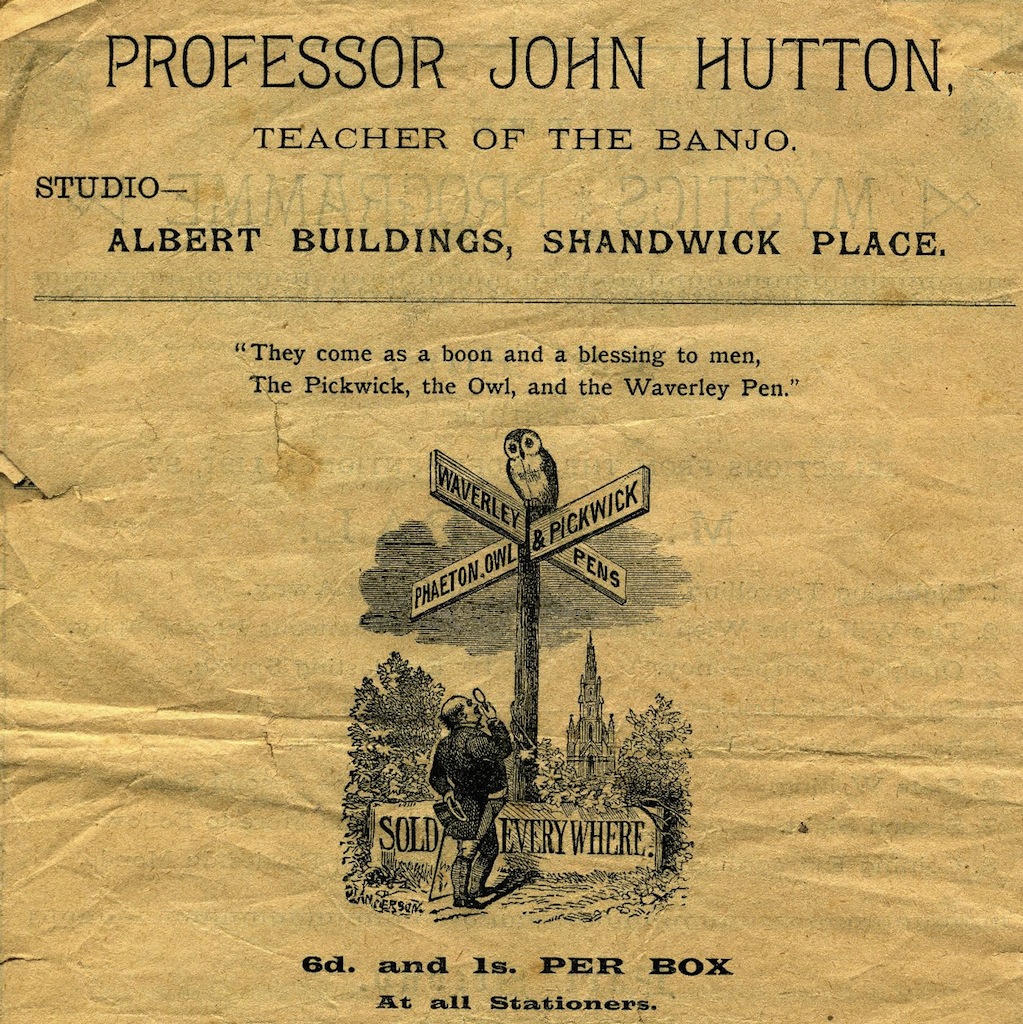 PROFESSOR JOHN HUTTON,
TEACHER OF THE BANJO.
STUDIO—
ALBERT BUILDINGS, SHANDWICK PLACE.
"They come as a boon and a blessing to men,
The Pickwick, the Owl, and the Waverley Pen."
WAVERLEY
& PICKWICK
PHAETON, OWL
PENS
SOLD EVERYWHERE.
6d. and 1s. PER BOX
At all Stationers.
MYSTICS PROGRAMME